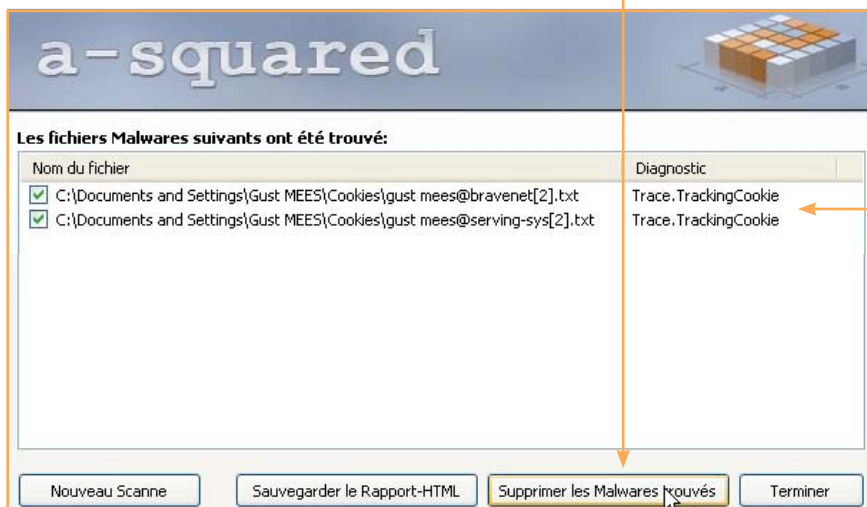 a-squared
Les fichiers Malwares suivants ont été trouvé:
Nom du fichier Diagnostic
C:\Documents and Settings\Gust MEES\Cookies\gust mees@bravenet[2].txt Trace.TrackingCookie
C:\Documents and Settings\Gust MEES\Cookies\gust mees@serving-sys[2].txt Trace.TrackingCookie
Nouveau Scanne Sauvegarder le Rapport-HTML Supprimer les Malwares trouvés Terminer